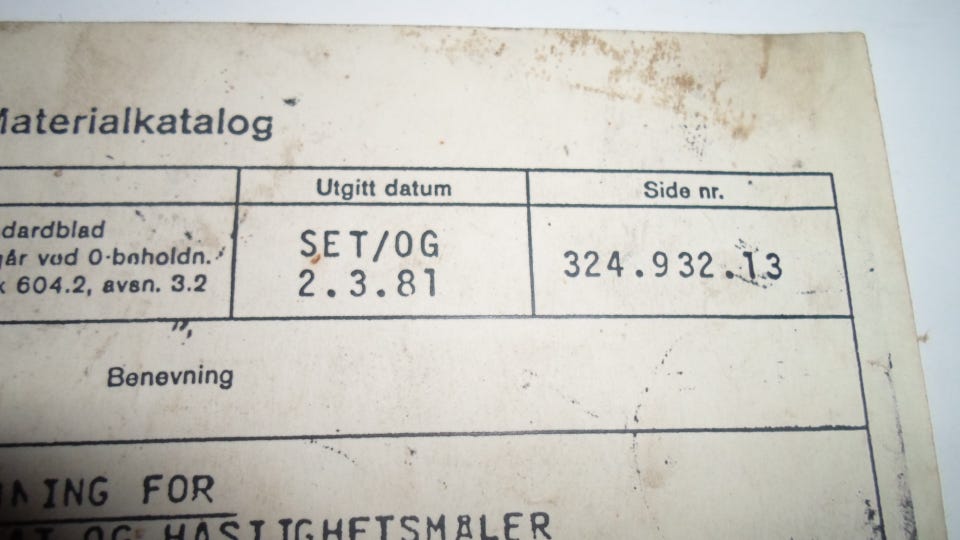 Materialkatalog
Utgitt datum
Side nr.
dardblad
går ved 0-beholdn.
k 604.2, avsn. 3.2
SET/OG
2.3.81
324.932.13
Benevning
ING FOR
OG HASTIGHETSMÅLER